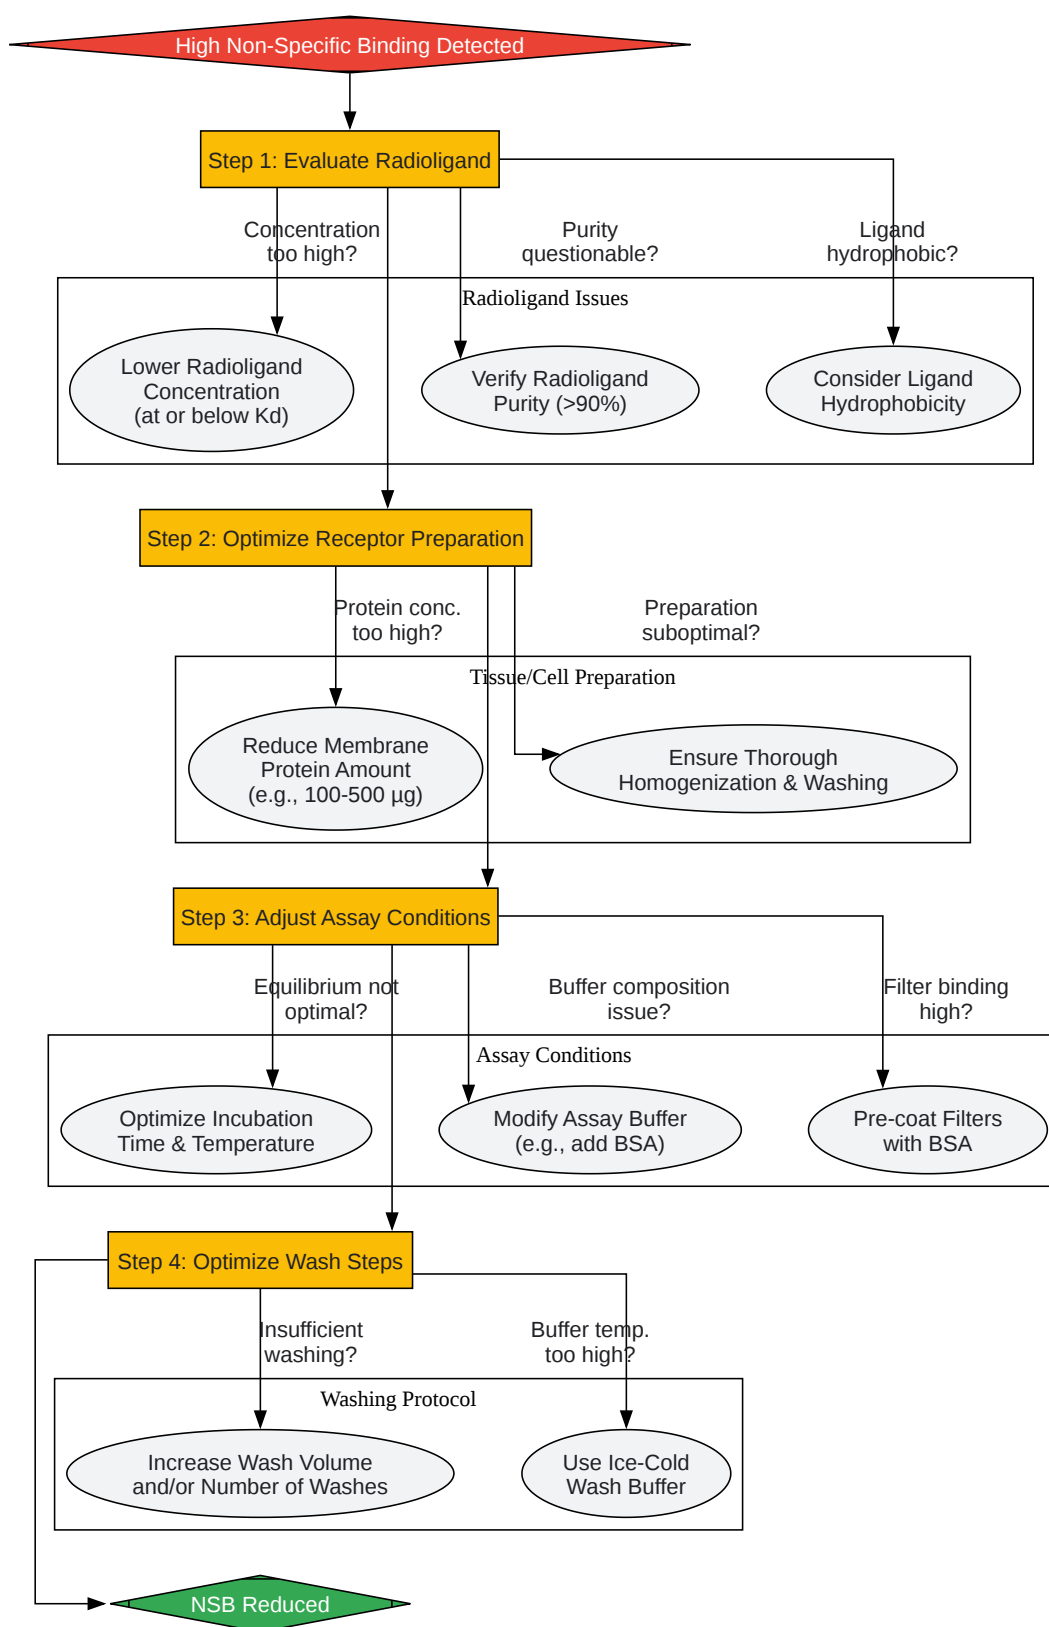 High Non-Specific Binding Detected
Step 1: Evaluate Radioligand
Concentration
too high?
Purity
questionable?
Ligand
hydrophobic?
Radioligand Issues
Lower Radioligand
Concentration
(at or below Kd)
Verify Radioligand
Purity (>90%)
Consider Ligand
Hydrophobicity
Step 2: Optimize Receptor Preparation
Protein conc.
too high?
Preparation
suboptimal?
Tissue/Cell Preparation
Reduce Membrane
Protein Amount
(e.g., 100-500 µg)
Ensure Thorough
Homogenization & Washing
Step 3: Adjust Assay Conditions
Equilibrium not
optimal?
Buffer composition
issue?
Filter binding
high?
Assay Conditions
Optimize Incubation
Time & Temperature
Modify Assay Buffer
(e.g., add BSA)
Pre-coat Filters
with BSA
Step 4: Optimize Wash Steps
Insufficient
washing?
Buffer temp.
too high?
Washing Protocol
Increase Wash Volume
and/or Number of Washes
Use Ice-Cold
Wash Buffer
NSB Reduced